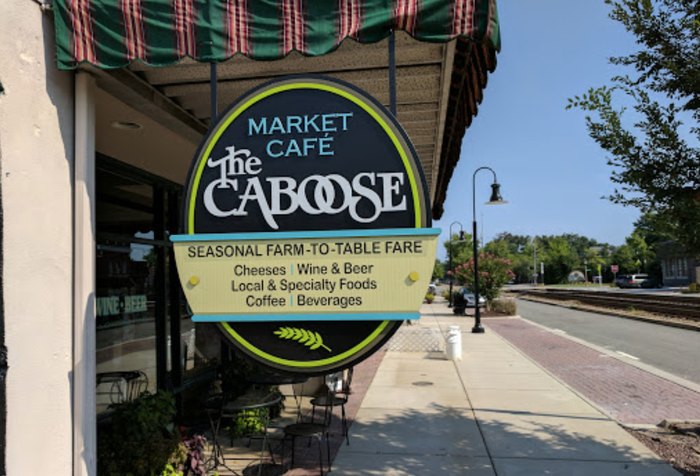 MARKET
CAFÉ
The
CABOOSE
SEASONAL FARM-TO-TABLE FARE
Cheeses | Wine & Beer
Local & Specialty Foods
Coffee | Beverages
WINE · BEER